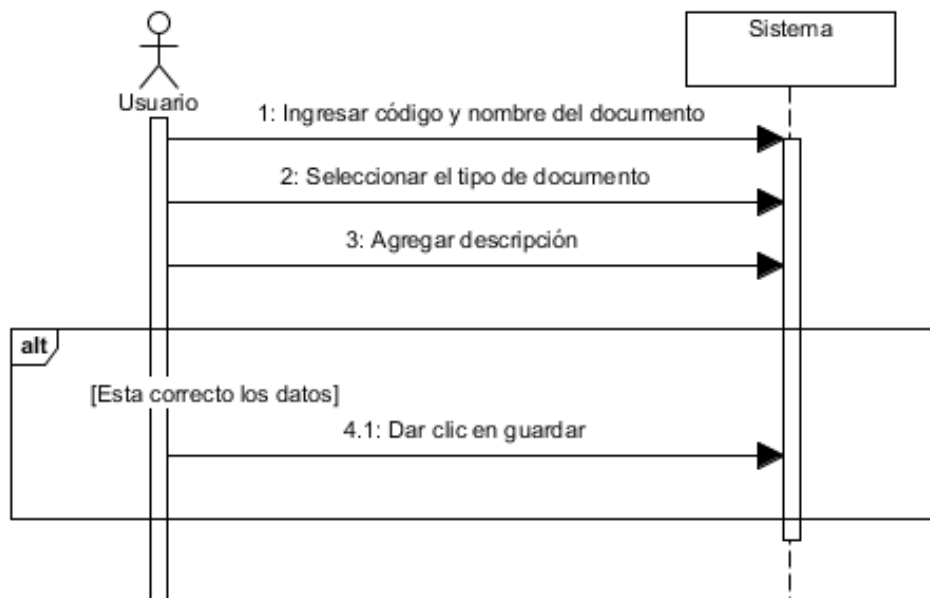 Sistema
Usuario
1: Ingresar código y nombre del documento
2: Seleccionar el tipo de documento
3: Agregar descripción
alt
[Esta correcto los datos]
4.1: Dar clic en guardar